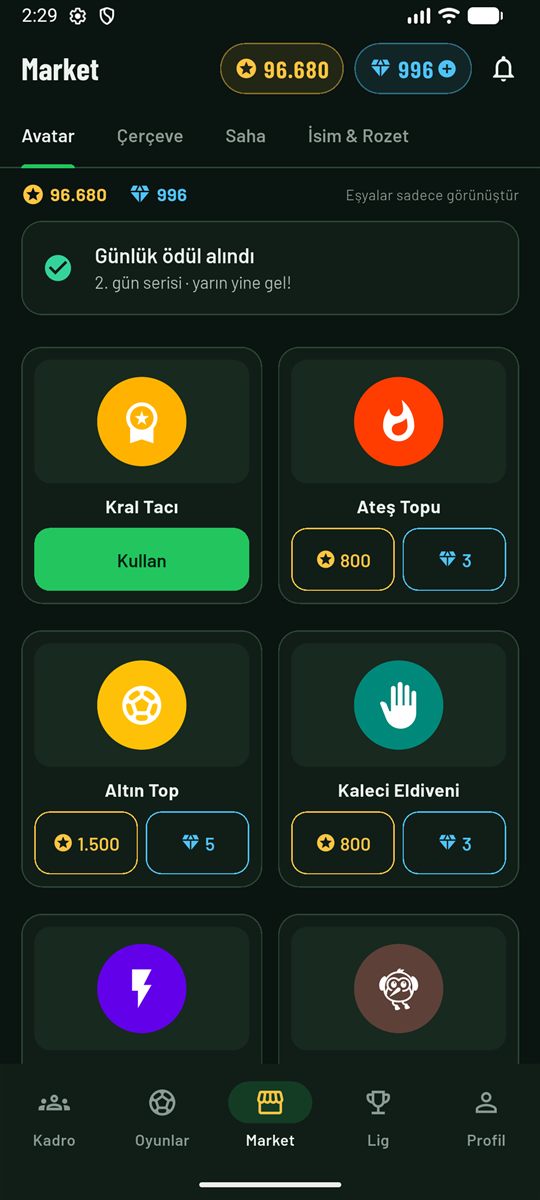 2:29
Market 96.680 996
Avatar Çerçeve Saha İsim & Rozet
96.680 996 Eşyalar sadece görünüştür
Günlük ödül alındı
2. gün serisi · yarın yine gel!
Kral Tacı
Kullan
Ateş Topu
800 3
Altın Top
1.500 5
Kaleci Eldiveni
800 3
Kadro Oyunlar Market Lig Profil